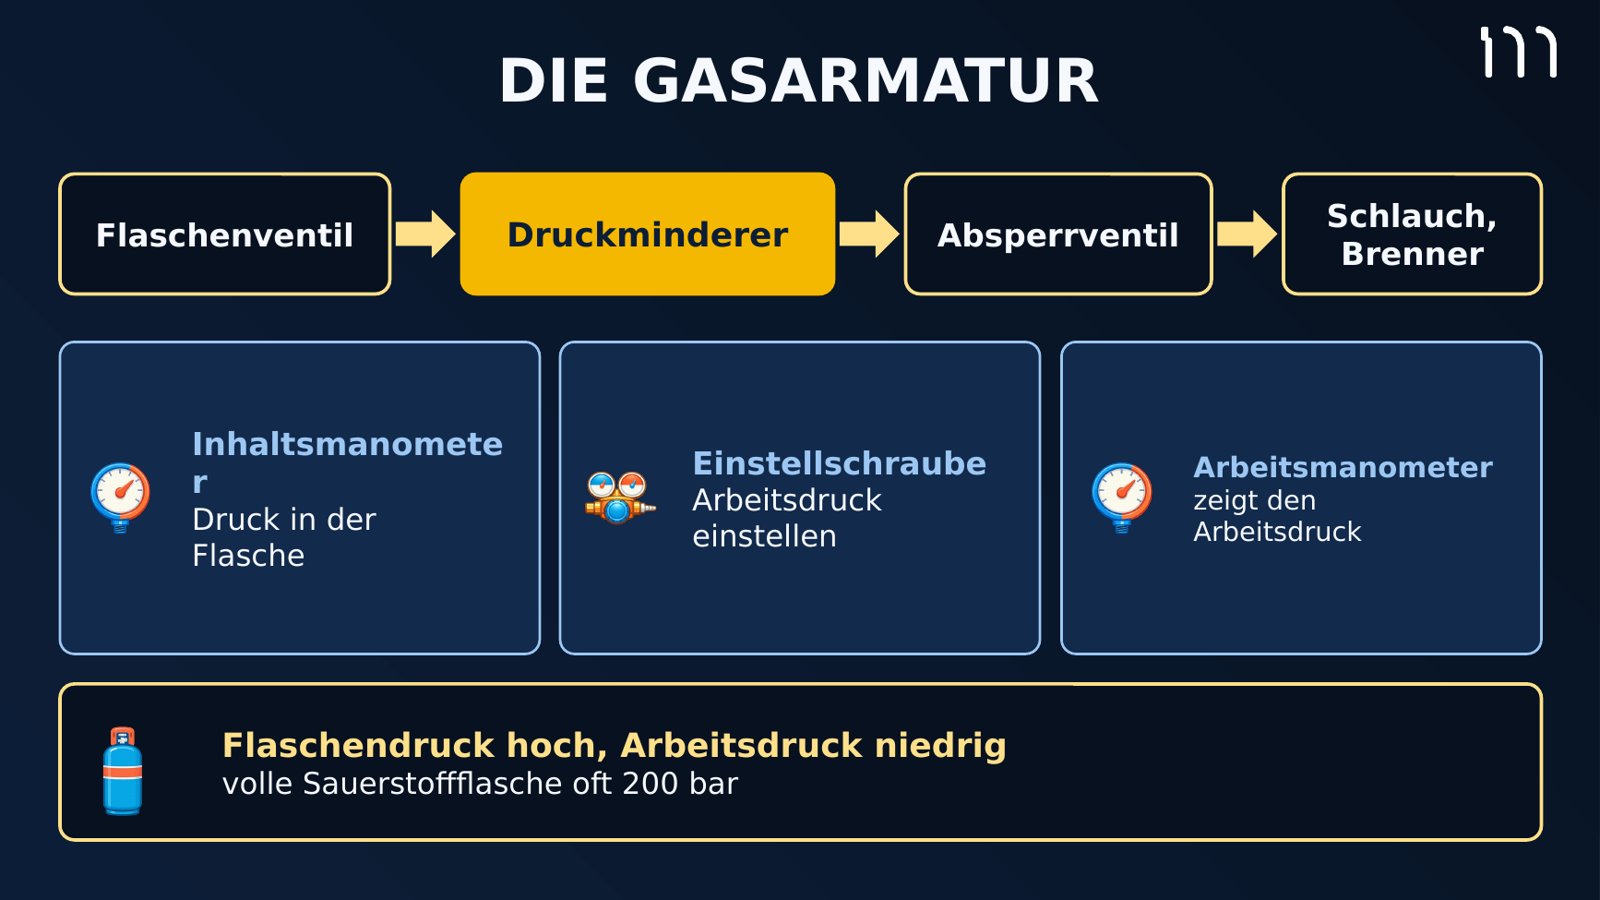 DIE GASARMATUR
Flaschenventil
Druckminderer
Absperrventil
Schlauch,
Brenner
Inhaltsmanomete
r
Druck in der
Flasche
Einstellschraube
Arbeitsdruck
einstellen
Arbeitsmanometer
zeigt den
Arbeitsdruck
Flaschendruck hoch, Arbeitsdruck niedrig
volle Sauerstoffflasche oft 200 bar